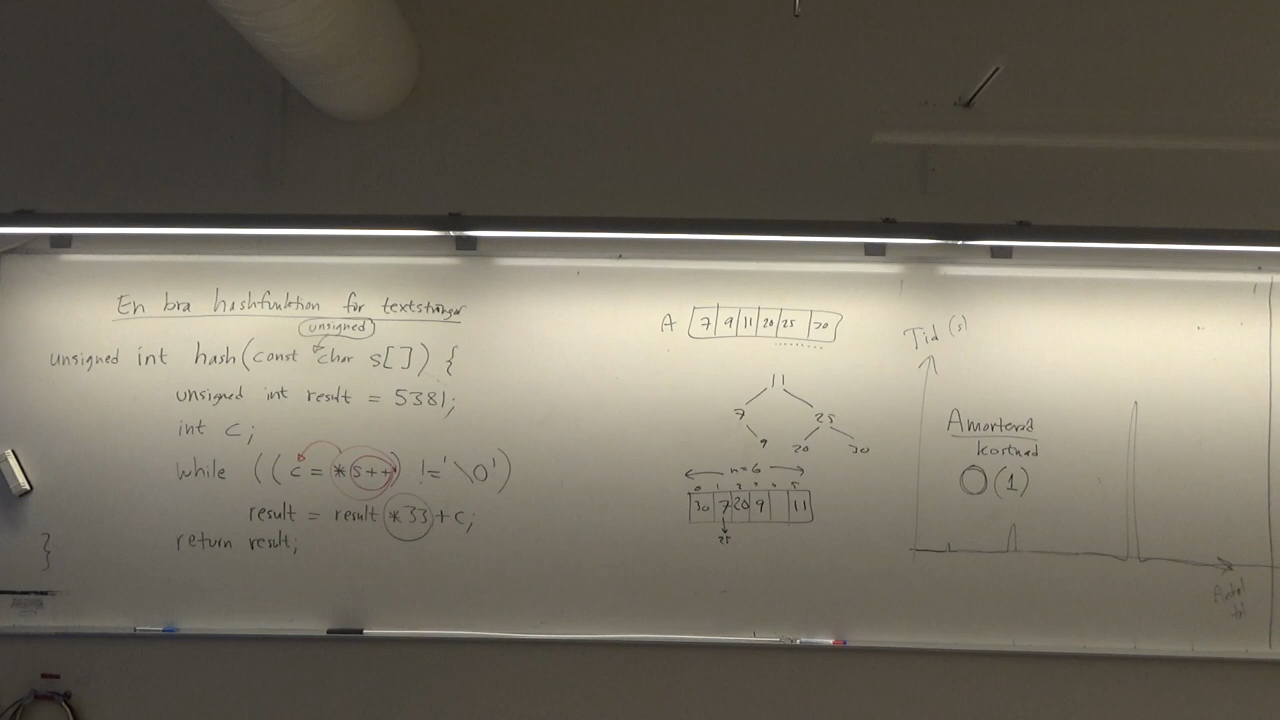 En bra hashfunktion för textsträngar
unsigned
unsigned int hash(const char s[]) {
unsigned int result = 5381;
int c;
while ((c = *(s++)) != '\0')
result = result *33 + c;
return result;
}
A 7 9 11 20 25 30
11
7 25
9 20 30
n=6
0 1 2 3 4 5
30 7 20 9 11
25
Tid (s)
Amorterad
kostnad
O(1)
Antal